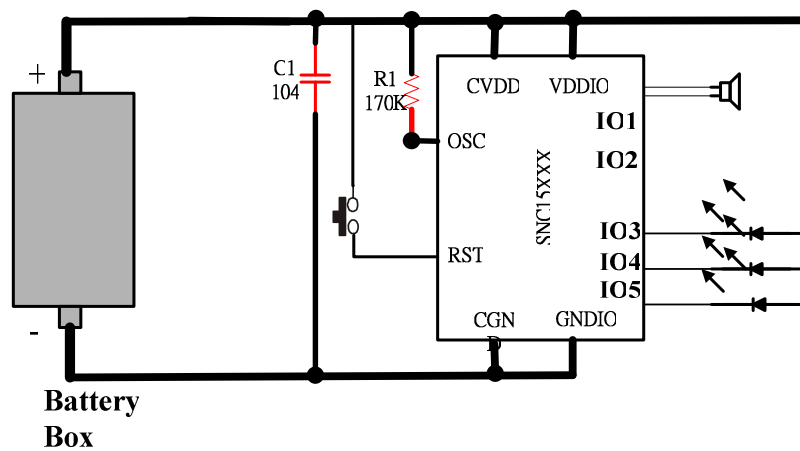 +
C1
104
R1
170K
CVDD
VDDIO
IO1
OSC
IO2
SNC15XXX
IO3
RST
IO4
IO5
CGN
D
GNDIO
-
Battery
Box